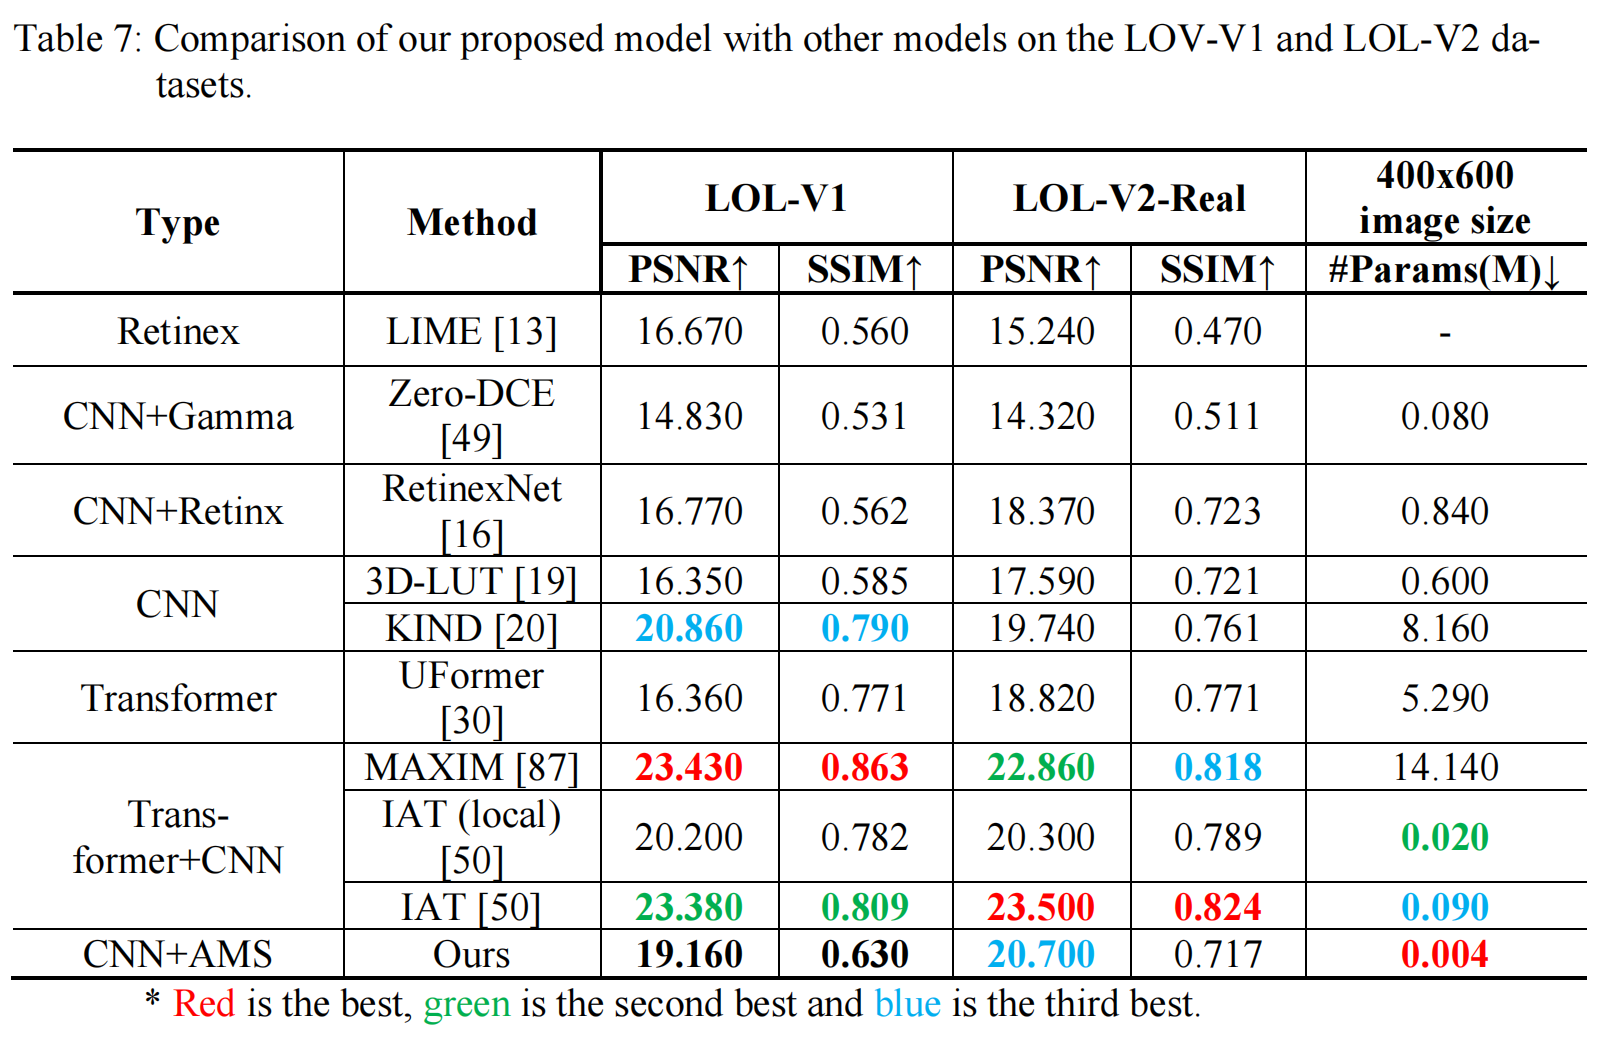 Table 7: Comparison of our proposed model with other models on the LOV-V1 and LOL-V2 da-
tasets.
Type Method LOL-V1 LOL-V2-Real 400x600 image size
PSNR↑ SSIM↑ PSNR↑ SSIM↑ #Params(M)↓
Retinex LIME [13] 16.670 0.560 15.240 0.470 -
CNN+Gamma Zero-DCE [49] 14.830 0.531 14.320 0.511 0.080
CNN+Retinx RetinexNet [16] 16.770 0.562 18.370 0.723 0.840
CNN 3D-LUT [19] 16.350 0.585 17.590 0.721 0.600
KIND [20] 20.860 0.790 19.740 0.761 8.160
Transformer UFormer [30] 16.360 0.771 18.820 0.771 5.290
Trans-
former+CNN MAXIM [87] 23.430 0.863 22.860 0.818 14.140
IAT (local) [50] 20.200 0.782 20.300 0.789 0.020
IAT [50] 23.380 0.809 23.500 0.824 0.090
CNN+AMS Ours 19.160 0.630 20.700 0.717 0.004
* Red is the best, green is the second best and blue is the third best.